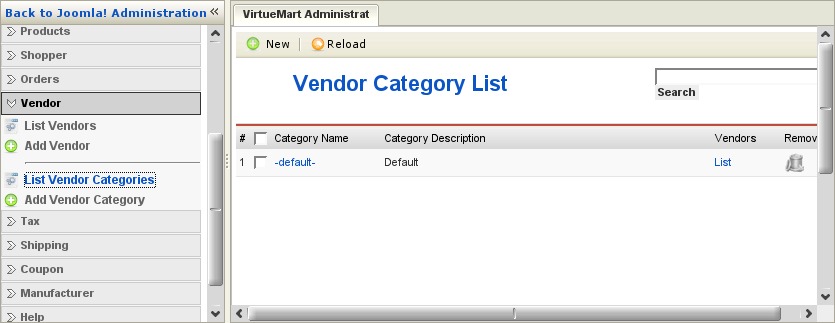 Back to Joomla! Administration «
Products
Shopper
Orders
Vendor
List Vendors
Add Vendor
List Vendor Categories
Add Vendor Category
Tax
Shipping
Coupon
Manufacturer
Help
VirtueMart Administrat
New | Reload
Vendor Category List
Search
# Category Name Category Description Vendors Remov
1 -default- Default List